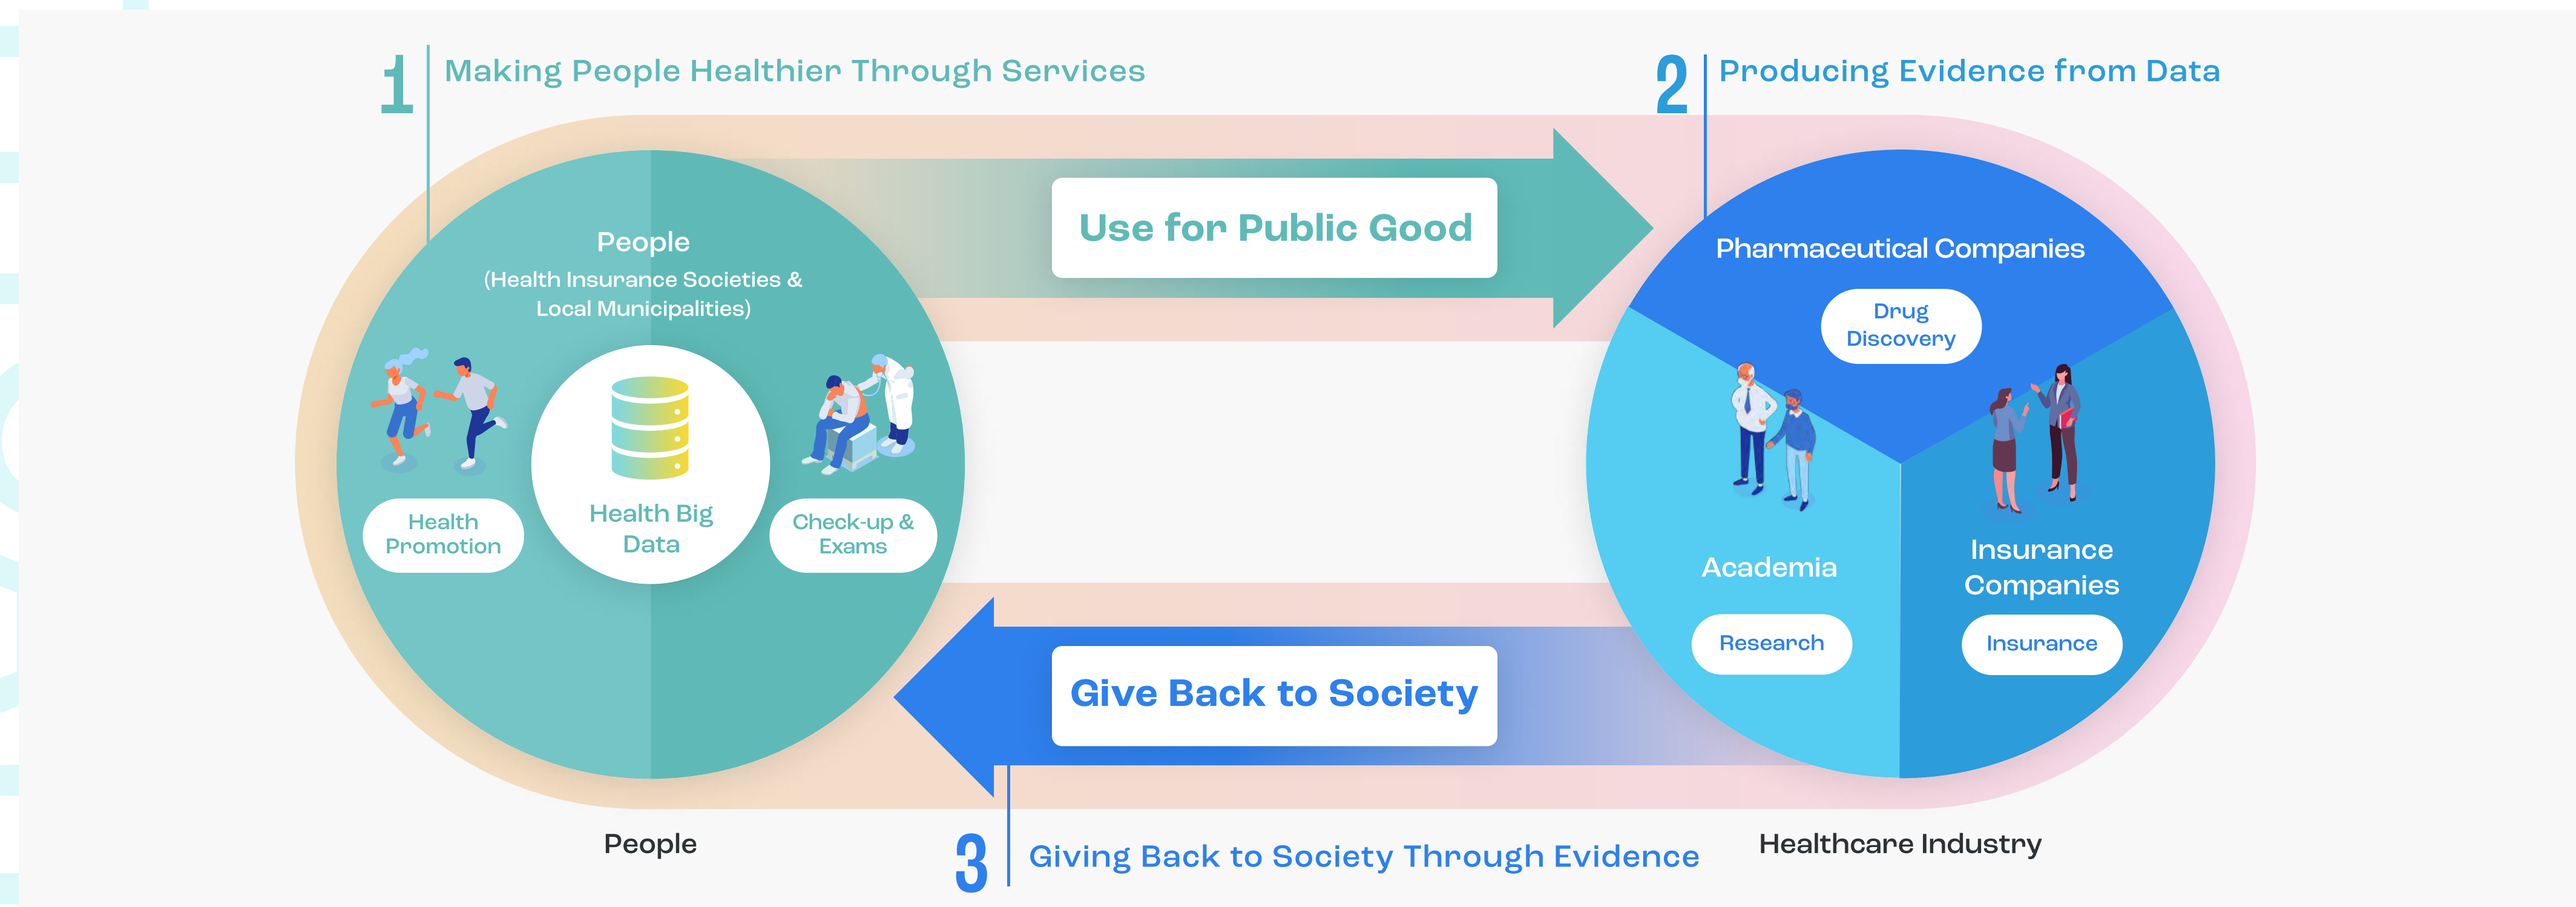 1
Making People Healthier Through Services
2
Producing Evidence from Data
People
(Health Insurance Societies &
Local Municipalities)
Health Big
Data
Health
Promotion
Check-up &
Exams
Use for Public Good
Pharmaceutical Companies
Drug
Discovery
Academia
Research
Insurance
Companies
Insurance
Give Back to Society
People
3
Giving Back to Society Through Evidence
Healthcare Industry